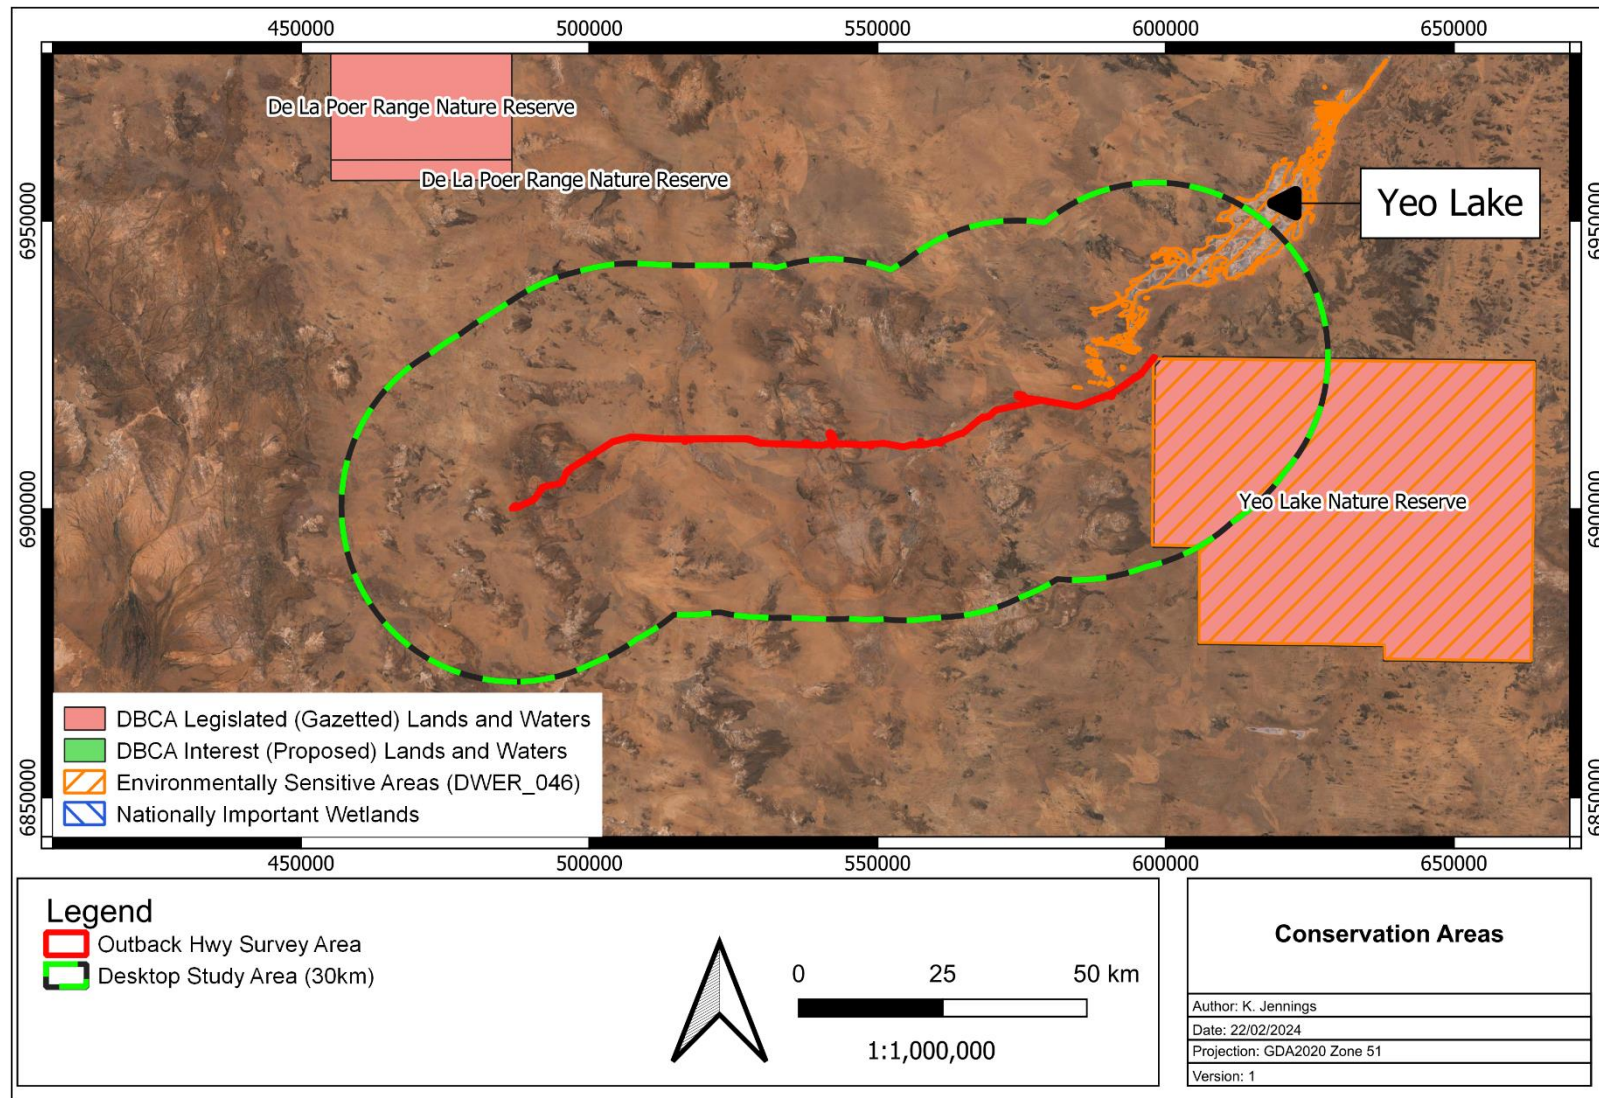 450000 500000 550000 600000 650000
De La Poer Range Nature Reserve
De La Poer Range Nature Reserve
Yeo Lake
6950000 6950000
6900000 6900000
Yeo Lake Nature Reserve
6850000 6850000
DBCA Legislated (Gazetted) Lands and Waters
DBCA Interest (Proposed) Lands and Waters
Environmentally Sensitive Areas (DWER_046)
Nationally Important Wetlands
450000 500000 550000 600000 650000
Legend
Outback Hwy Survey Area
Desktop Study Area (30km)
0 25 50 km
1:1,000,000
Conservation Areas
Author: K. Jennings
Date: 22/02/2024
Projection: GDA2020 Zone 51
Version: 1